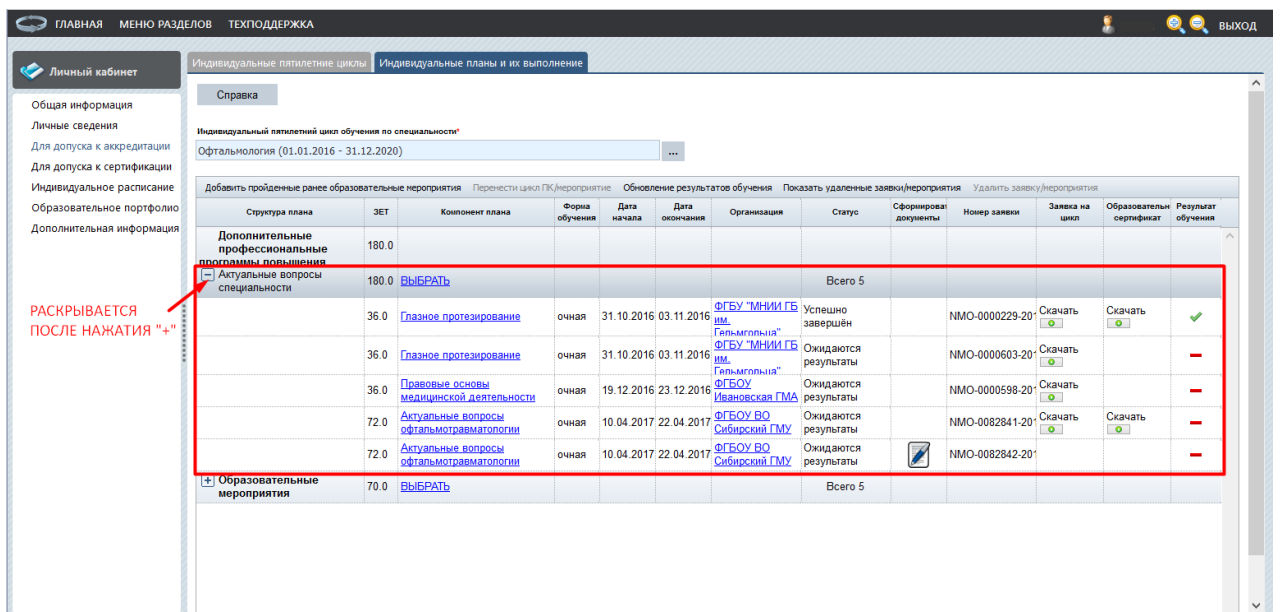 ГЛАВНАЯ МЕНЮ РАЗДЕЛОВ ТЕХПОДДЕРЖКА ВЫХОД
Личный кабинет
Общая информация
Личные сведения
Для допуска к аккредитации
Для допуска к сертификации
Индивидуальное расписание
Образовательное портфолио
Дополнительная информация
РАСКРЫВАЕТСЯ
ПОСЛЕ НАЖАТИЯ "+"
Индивидуальные пятилетние циклы Индивидуальные планы и их выполнение
Справка
Индивидуальный пятилетний цикл обучения по специальности*
Офтальмология (01.01.2016 - 31.12.2020) ...
Добавить пройденные ранее образовательные мероприятия Перенести цикл ПК/мероприятие Обновление результатов обучения Показать удаленные заявки/мероприятия Удалить заявку/мероприятия
Структура плана ЗЕТ Компонент плана Форма обучения Дата начала Дата окончания Организация Статус Сформироват документы Номер заявки Заявка на цикл Образовательн сертификат Результат обучения
Дополнительные
профессиональные 180.0
программы повышения
Актуальные вопросы
специальности 180.0 ВЫБРАТЬ Всего 5
36.0 Глазное протезирование очная 31.10.2016 03.11.2016 ФГБУ "МНИИ ГБ им. Гельмгольца" Успешно завершён NMO-0000229-201 Скачать Скачать
36.0 Глазное протезирование очная 31.10.2016 03.11.2016 ФГБУ "МНИИ ГБ им. Гельмгольца" Ожидаются результаты NMO-0000603-201 Скачать
36.0 Правовые основы медицинской деятельности очная 19.12.2016 23.12.2016 ФГБОУ Ивановская ГМА Ожидаются результаты NMO-0000598-201 Скачать
72.0 Актуальные вопросы офтальмотравматологии очная 10.04.2017 22.04.2017 ФГБОУ ВО Сибирский ГМУ Ожидаются результаты NMO-0082841-201 Скачать Скачать
72.0 Актуальные вопросы офтальмотравматологии очная 10.04.2017 22.04.2017 ФГБОУ ВО Сибирский ГМУ Ожидаются результаты NMO-0082842-201
Образовательные
мероприятия 70.0 ВЫБРАТЬ Всего 5